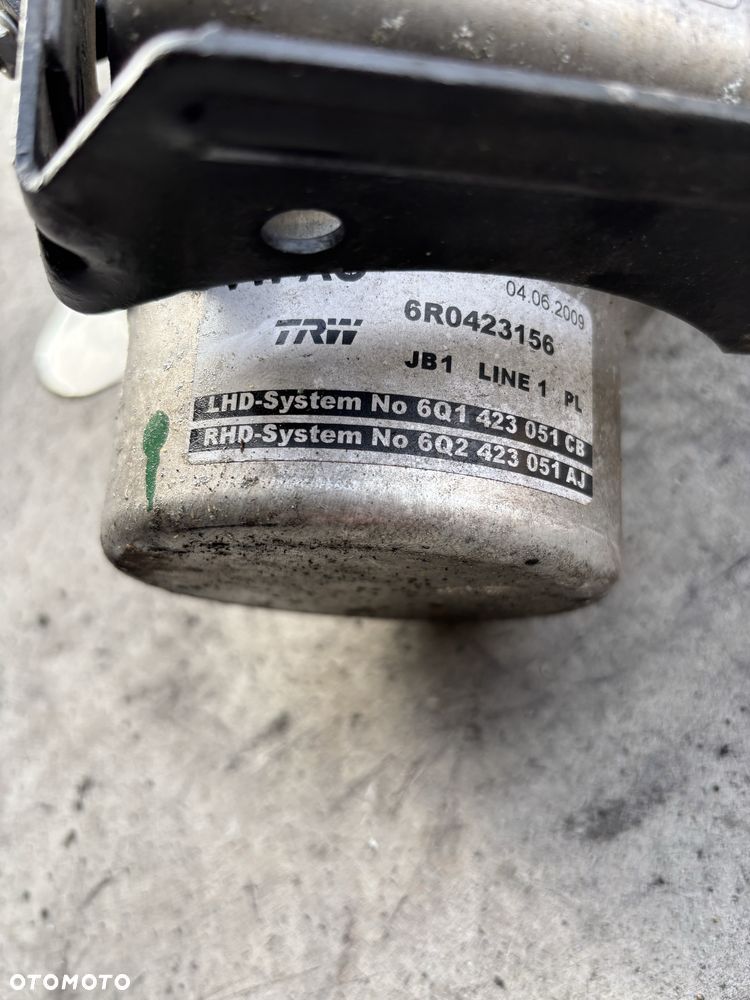 04.06.2009
TRW 6R0423156
JB1 LINE 1 PL
LHD-System No 6Q1 423 051 CB
RHD-System No 6Q2 423 051 AJ
OTOMOTO